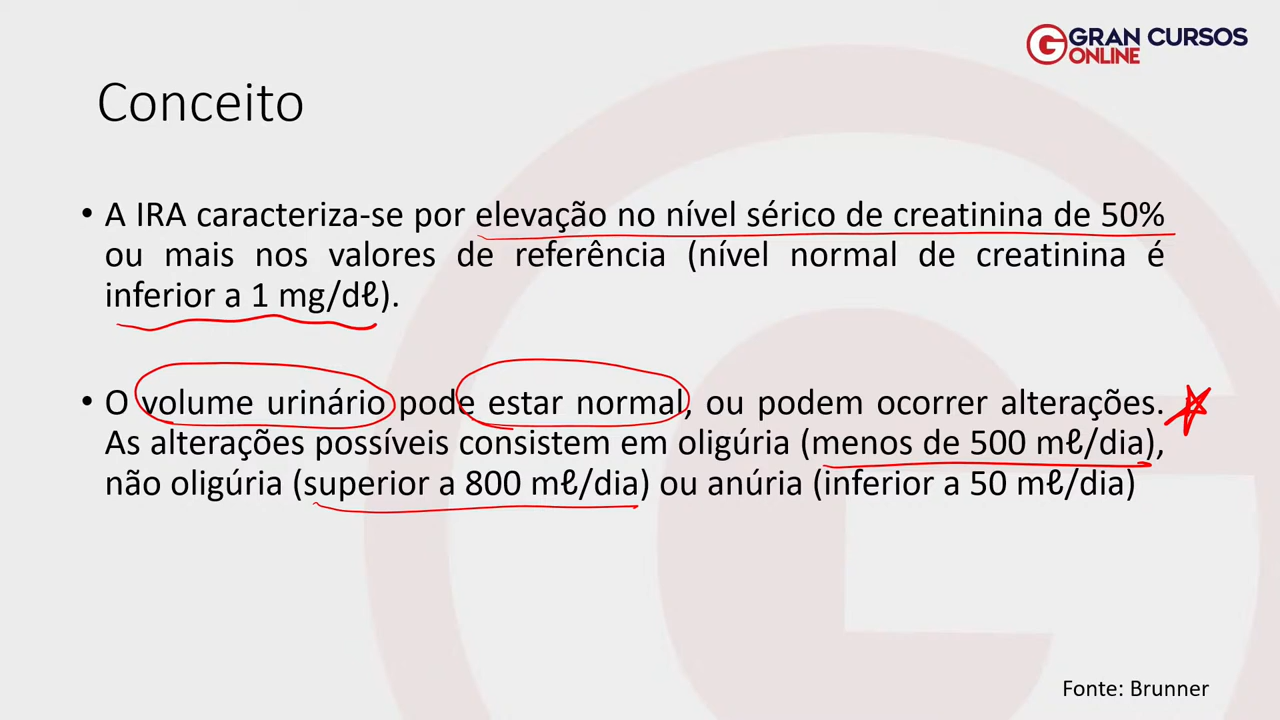 GRAN CURSOS
ONLINE
Conceito
• A IRA caracteriza-se por elevação no nível sérico de creatinina de 50%
ou mais nos valores de referência (nível normal de creatinina é
inferior a 1 mg/dℓ).
• O volume urinário pode estar normal, ou podem ocorrer alterações.
As alterações possíveis consistem em oligúria (menos de 500 mℓ/dia),
não oligúria (superior a 800 mℓ/dia) ou anúria (inferior a 50 mℓ/dia)
Fonte: Brunner